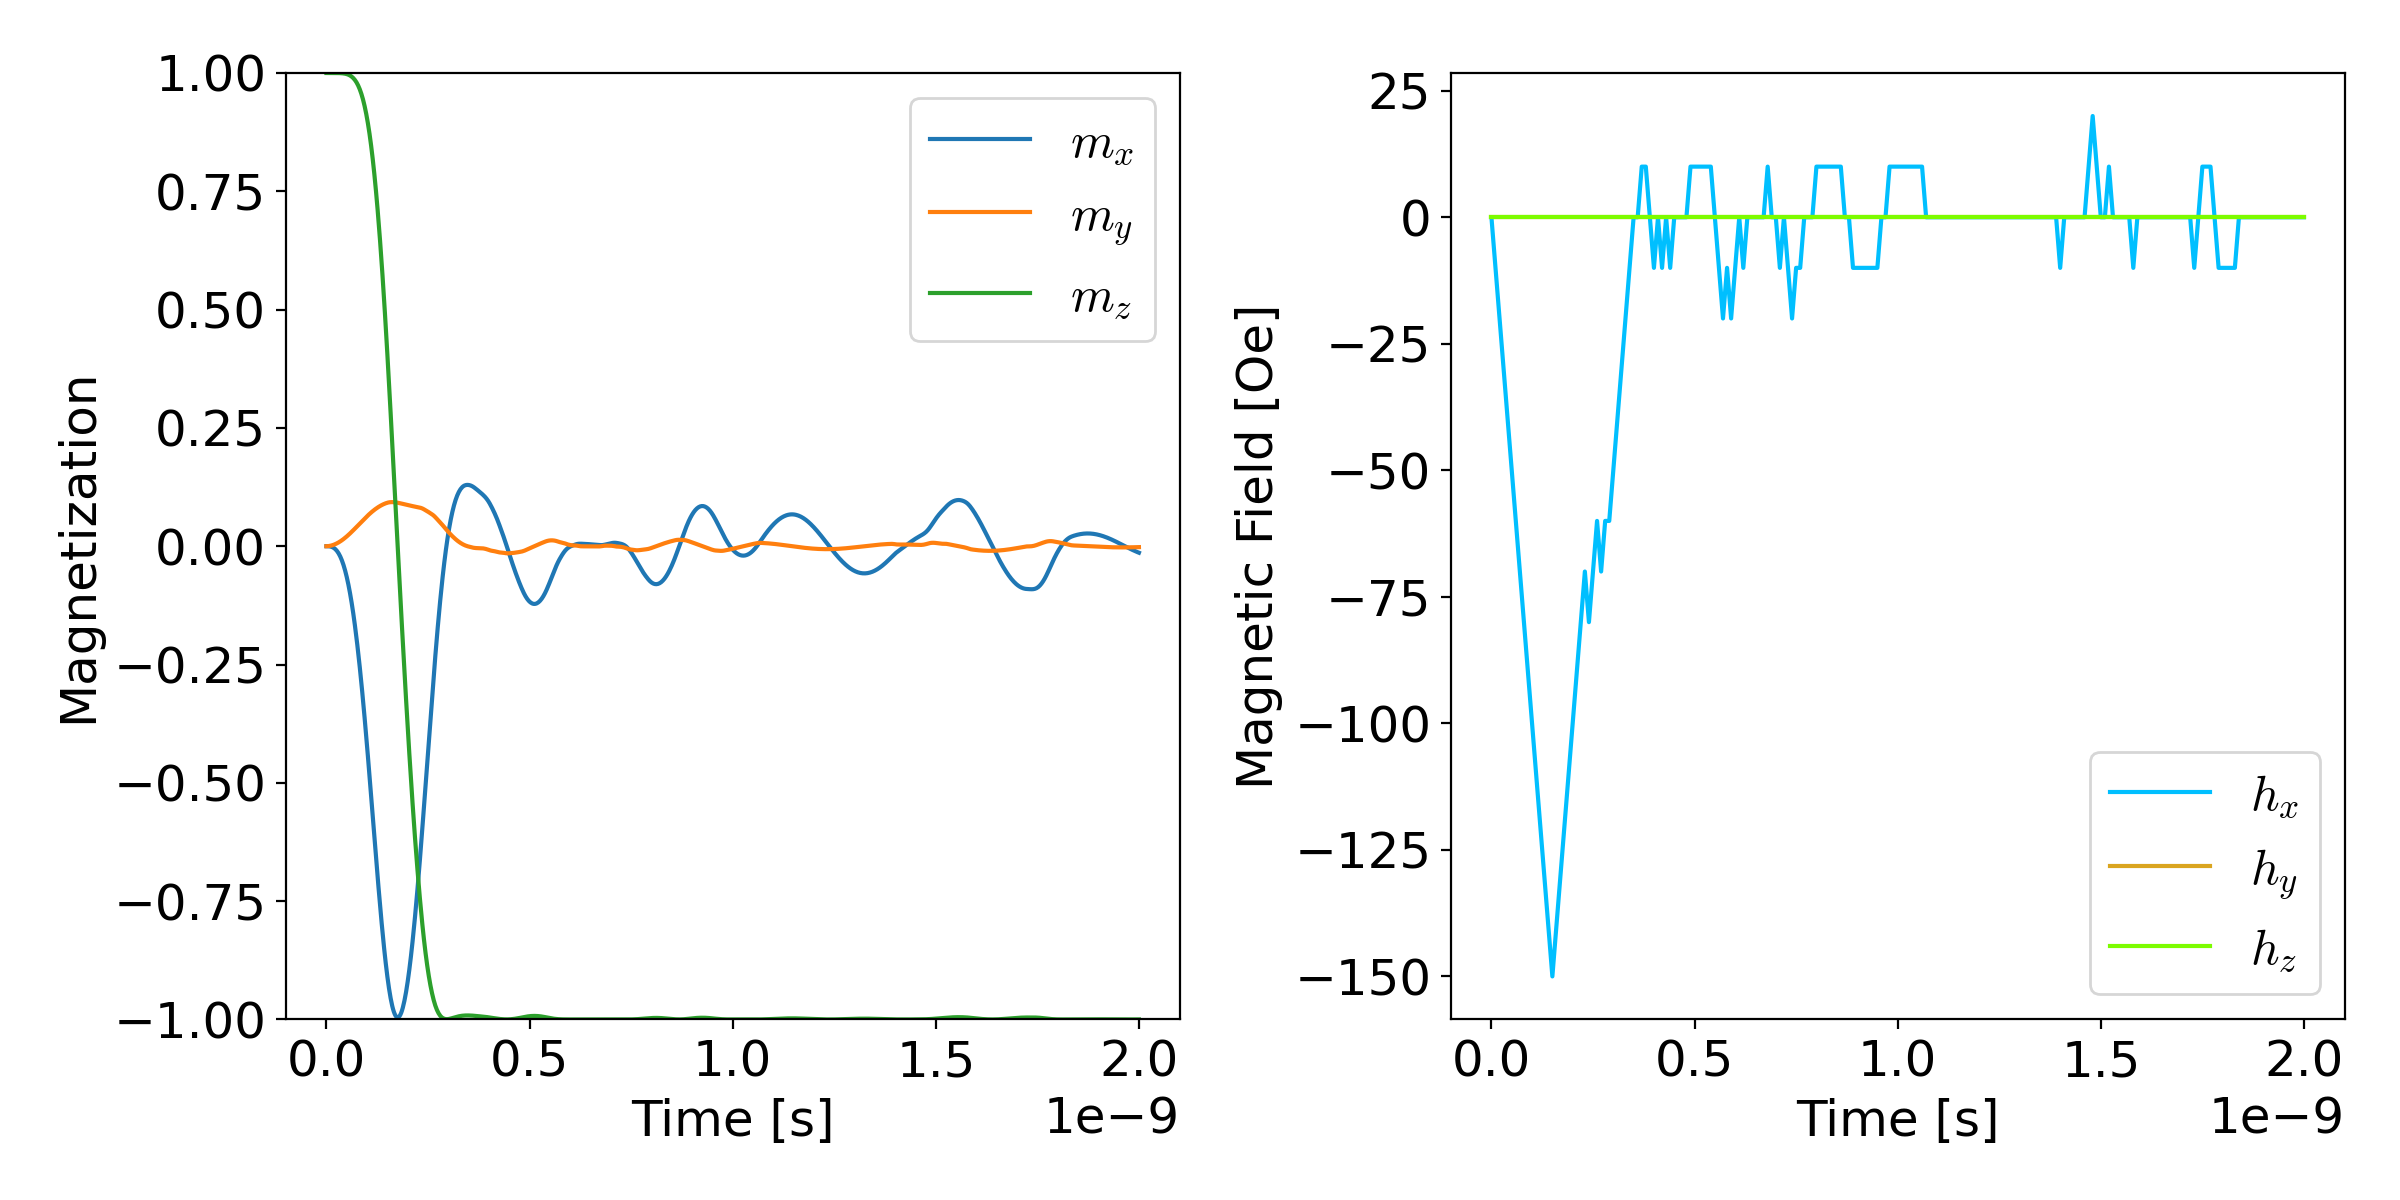 Magnetization
1.00
0.75
0.50
0.25
0.00
−0.25
−0.50
−0.75
−1.00
m_x
m_y
m_z
0.0 0.5 1.0 1.5 2.0
Time [s]
1e−9
Magnetic Field [Oe]
25
0
−25
−50
−75
−100
−125
−150
h_x
h_y
h_z
0.0 0.5 1.0 1.5 2.0
Time [s]
1e−9